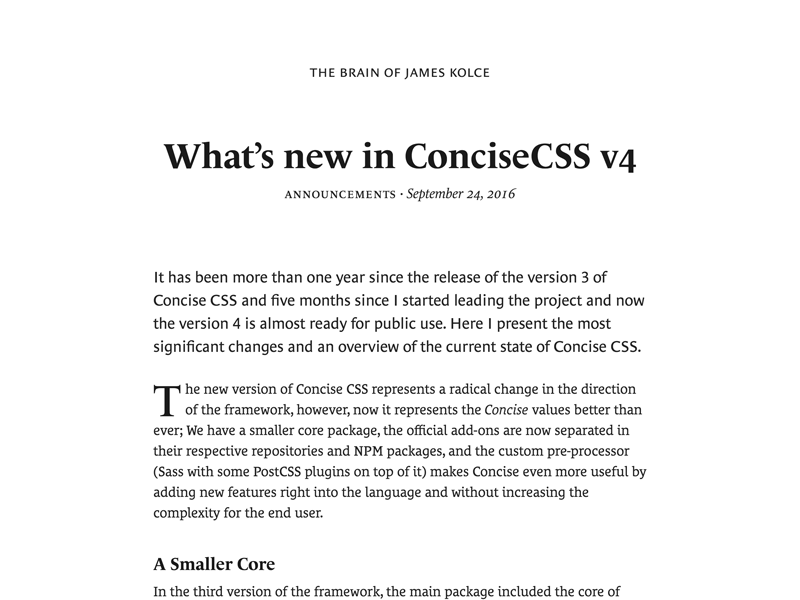 THE BRAIN OF JAMES KOLCE
What’s new in ConciseCSS v4
ANNOUNCEMENTS · September 24, 2016
It has been more than one year since the release of the version 3 of
Concise CSS and five months since I started leading the project and now
the version 4 is almost ready for public use. Here I present the most
significant changes and an overview of the current state of Concise CSS.
The new version of Concise CSS represents a radical change in the direction
of the framework, however, now it represents the Concise values better than
ever; We have a smaller core package, the official add-ons are now separated in
their respective repositories and NPM packages, and the custom pre-processor
(Sass with some PostCSS plugins on top of it) makes Concise even more useful by
adding new features right into the language and without increasing the
complexity for the end user.
A Smaller Core
In the third version of the framework, the main package included the core of